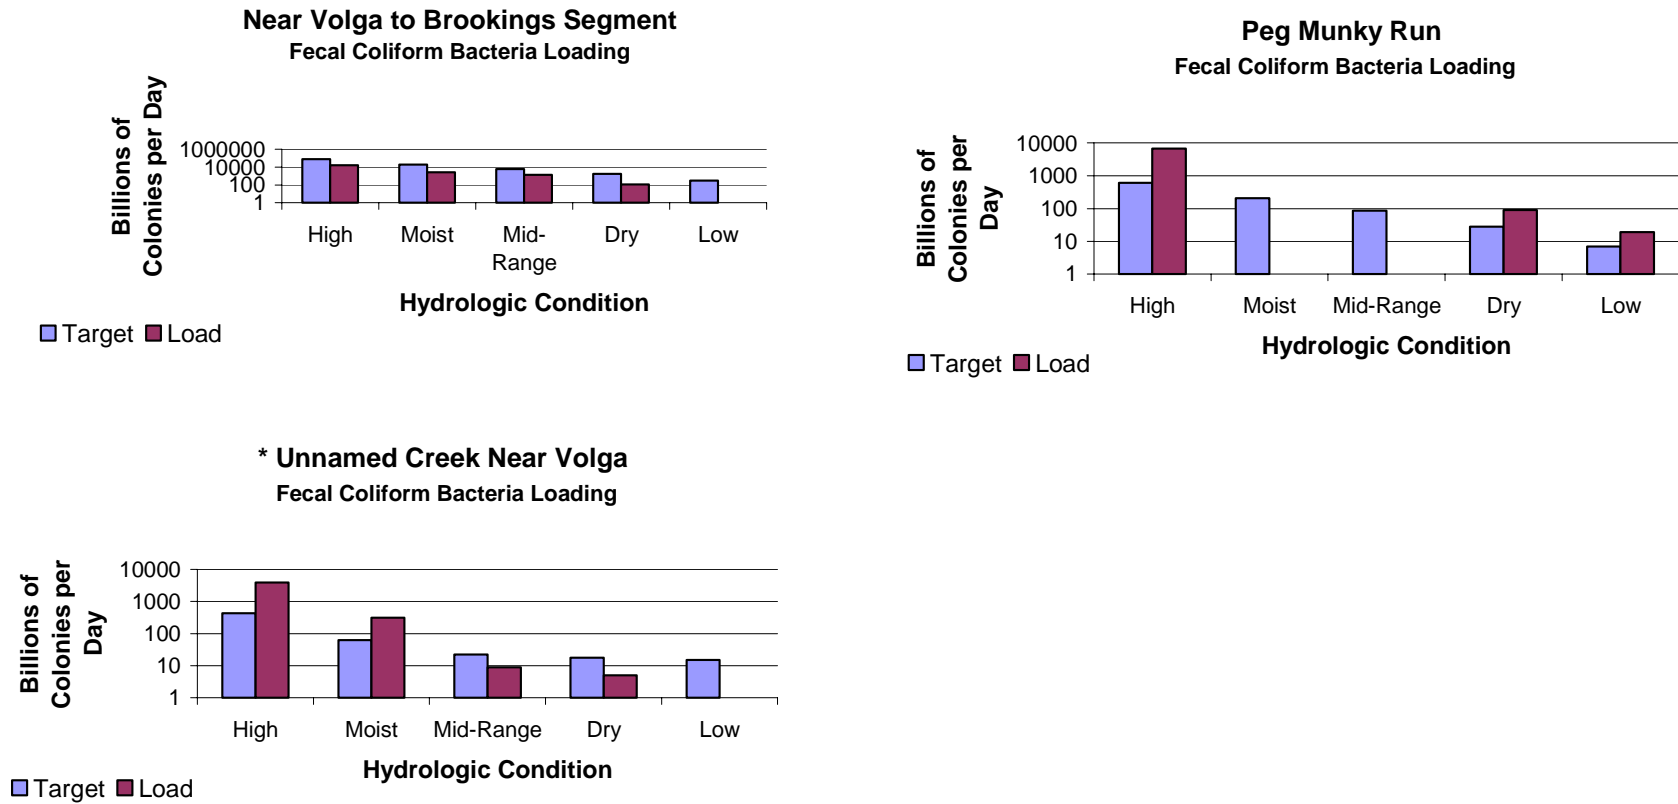 Near Volga to Brookings Segment
Fecal Coliform Bacteria Loading
Billions of
Colonies per Day
1000000
10000
100
1
High Moist Mid- Dry Low
Range
Hydrologic Condition
Target Load
Peg Munky Run
Fecal Coliform Bacteria Loading
Billions of
Colonies per
Day
10000
1000
100
10
1
High Moist Mid-Range Dry Low
Hydrologic Condition
Target Load
* Unnamed Creek Near Volga
Fecal Coliform Bacteria Loading
Billions of
Colonies per
Day
10000
1000
100
10
1
High Moist Mid-Range Dry Low
Hydrologic Condition
Target Load